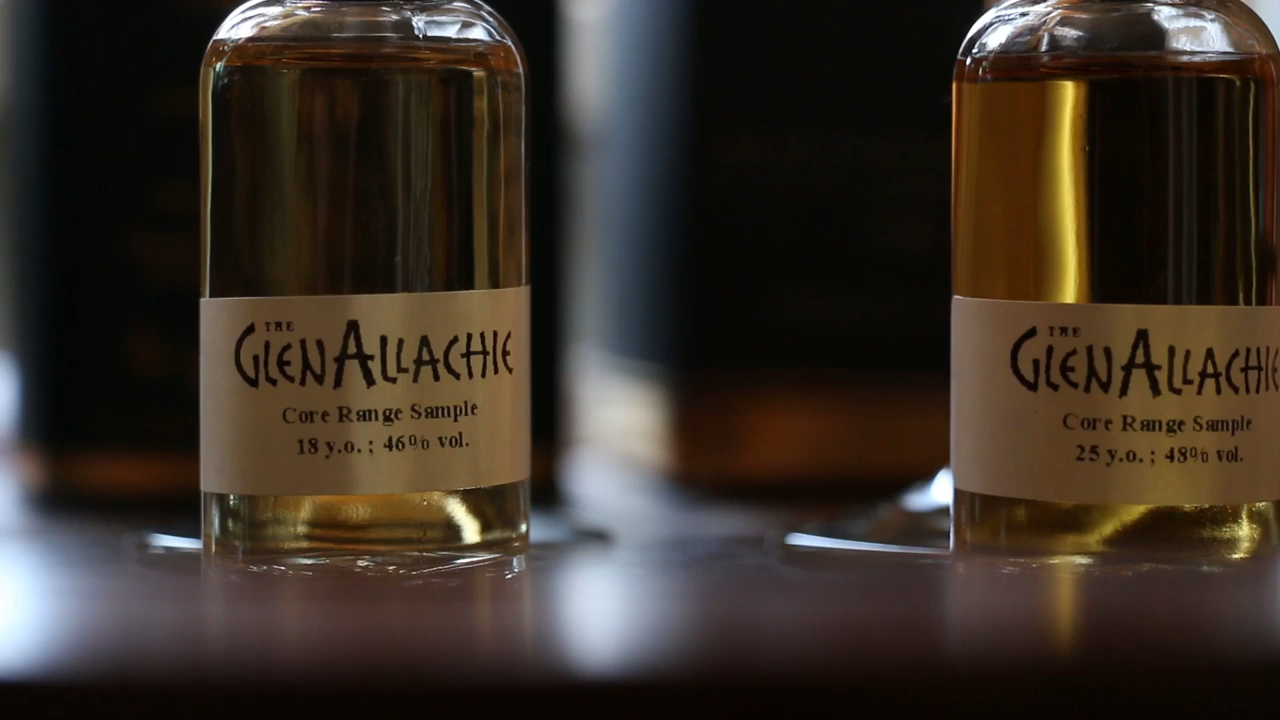 THE
GLENALLACHIE
Core Range Sample
18 y.o. ; 46% vol.
THE
GLENALLACHIE
Core Range Sample
25 y.o. ; 48% vol.